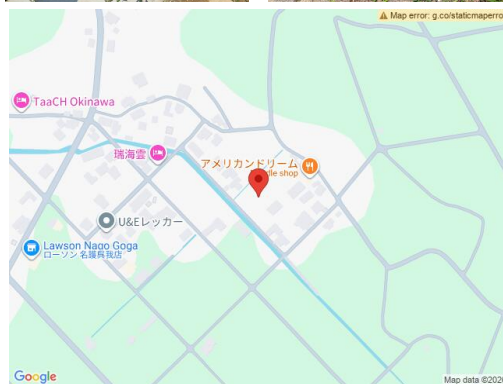 Map error: g.co/staticmaperro
TaaCH Okinawa
瑞海雲
アメリカンドリーム
dle shop
U&Eレッカー
Lawson Nago Goga
ローソン 名護呉我店
Google
Map data ©202